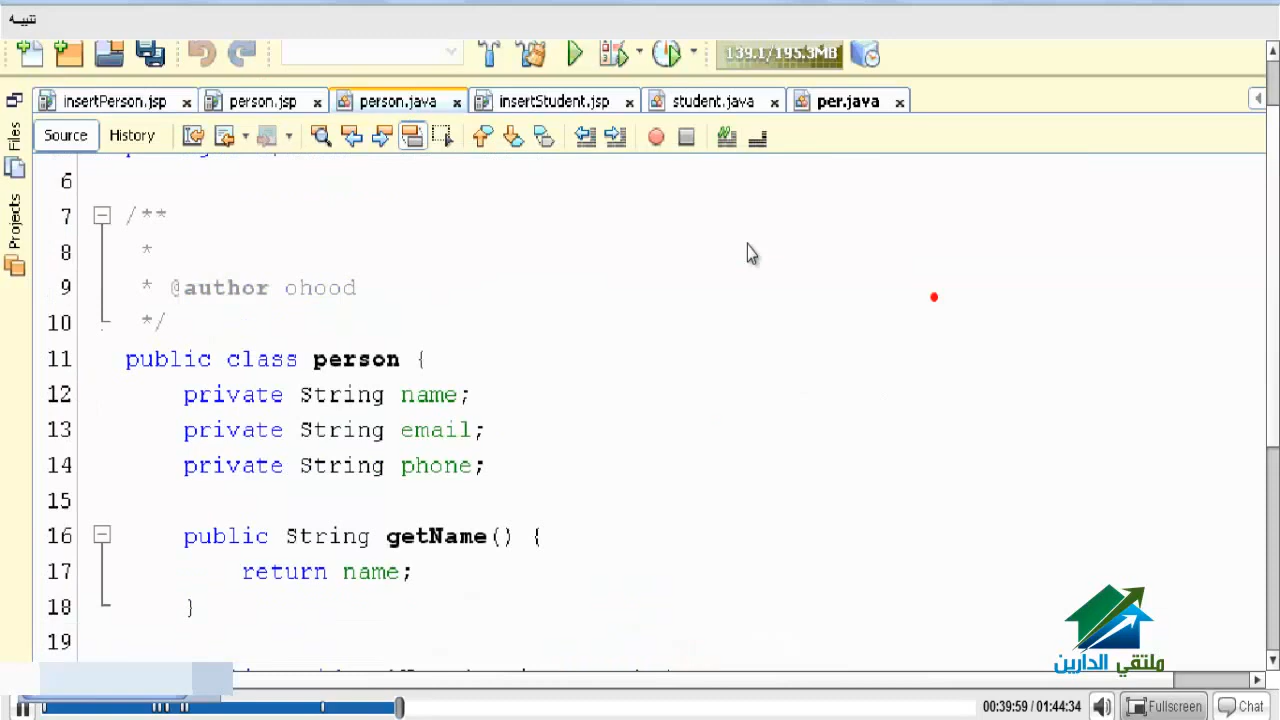 تنبيه
139.1/195.3MB
insertPerson.jsp × person.jsp × person.java × insertStudent.jsp × student.java × per.java ×
Source History
Files
Projects
6
7 /**
8 *
9 * @author ohood
10 */
11 public class person {
12 private String name;
13 private String email;
14 private String phone;
15
16 public String getName() {
17 return name;
18 }
19
ملتقي الدارين
00:39:59 / 01:44:34 Fullscreen Chat